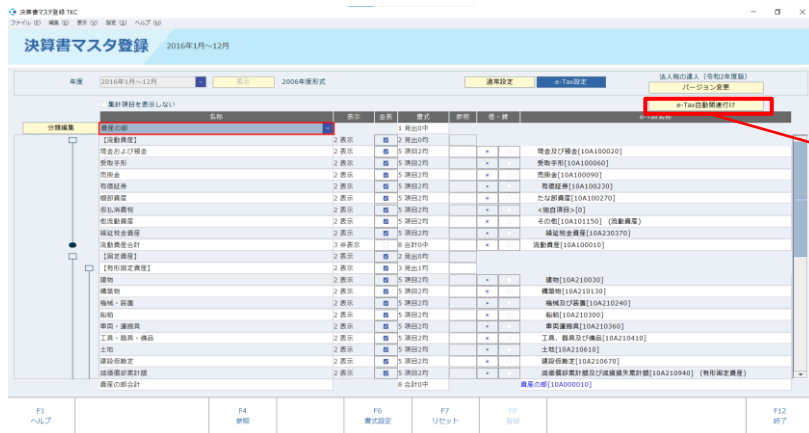 決算書マスタ登録 TKC
ファイル(F) 編集(E) 表示(V) 設定(S) ヘルプ(H)
決算書マスタ登録 2016年1月～12月
年度 2016年1月～12月 表示 2006年度形式 通常設定 e-Tax設定 法人税の達人（令和2年度版）
バージョン変更
集計項目を表示しない e-Tax自動関連付け
名称 表示 金表 書式 参照 借・貸 e-Tax名称
分類編集 資産の部 1 見出0中
【流動資産】 2 表示 2 見出0均
現金および預金 2 表示 5 項目2均 現金及び預金[10A100020]
受取手形 2 表示 5 項目2均 受取手形[10A100060]
売掛金 2 表示 5 項目2均 売掛金[10A100090]
有価証券 2 表示 5 項目2均 有価証券[10A100230]
棚卸資産 2 表示 5 項目2均 たな卸資産[10A100270]
仮払消費税 2 表示 5 項目2均 <独自項目>[0]
他流動資産 2 表示 5 項目2均 その他[10A101150] (流動資産)
繰延税金資産 2 表示 5 項目2均 繰延税金資産[10A230370]
流動資産合計 3 非表示 8 合計0中 流動資産[10A100010]
【固定資産】 2 表示 2 見出0均
【有形固定資産】 2 表示 3 見出1均
建物 2 表示 5 項目2均 建物[10A210030]
構築物 2 表示 5 項目2均 構築物[10A210130]
機械・装置 2 表示 5 項目2均 機械及び装置[10A210240]
船舶 2 表示 5 項目2均 船舶[10A210300]
車両・運搬具 2 表示 5 項目2均 車両運搬具[10A210360]
工具・器具・備品 2 表示 5 項目2均 工具、器具及び備品[10A210410]
土地 2 表示 5 項目2均 土地[10A210610]
建設仮勘定 2 表示 5 項目2均 建設仮勘定[10A210670]
減価償却累計額 2 表示 5 項目2均 減価償却累計額及び減損損失累計額[10A210940] (有形固定資産)
資産の部合計 8 合計0中 資産の部[10A000010]
F1 F4 F6 F7 F8 F12
ヘルプ 参照 書式設定 リセット 登録 終了